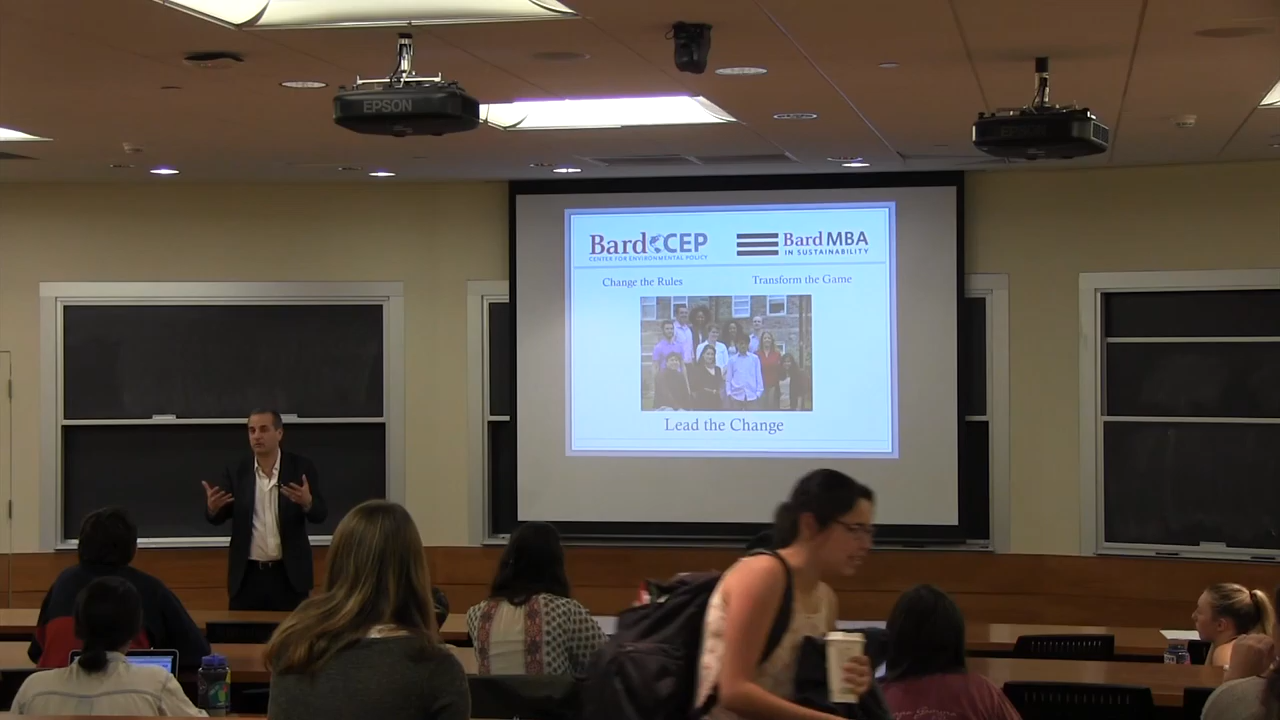 EPSON
EPSON
Bard CEP
CENTER FOR ENVIRONMENTAL POLICY
Bard MBA
IN SUSTAINABILITY
Change the Rules
Transform the Game
Lead the Change